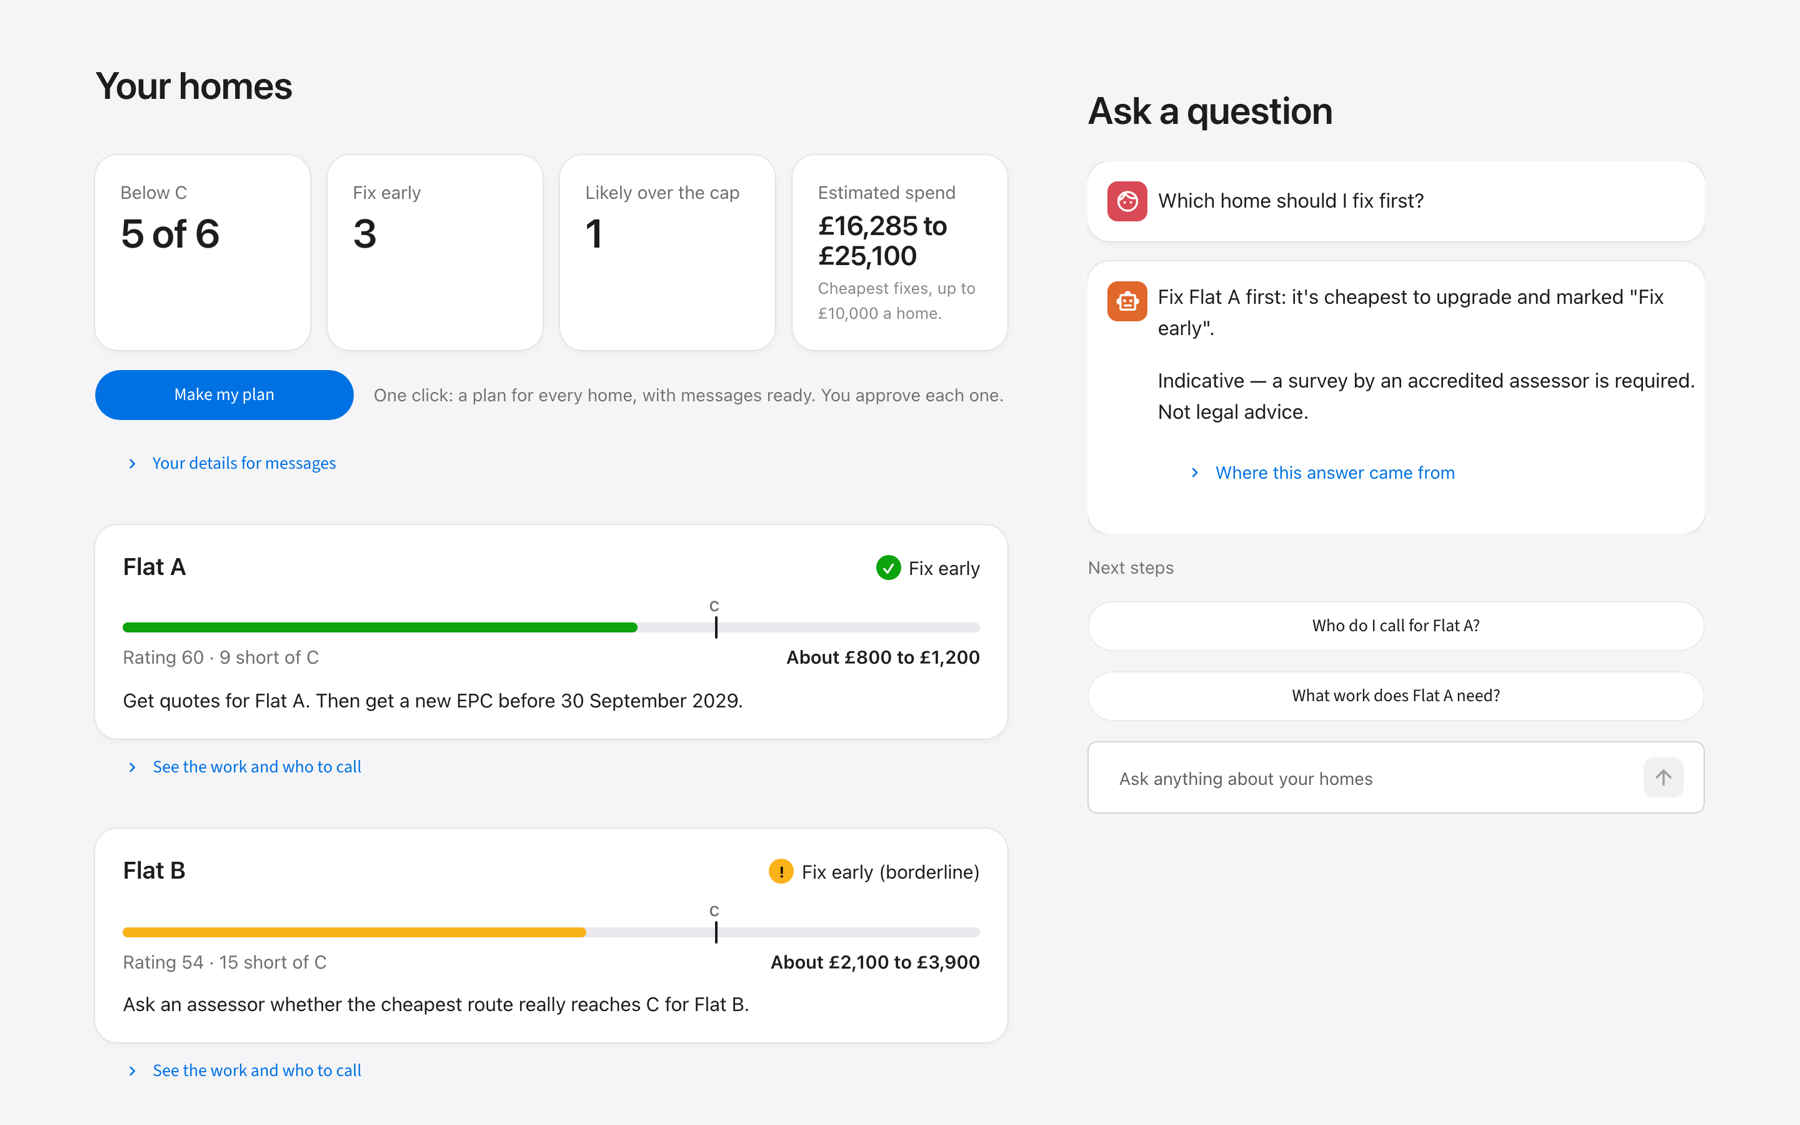 Your homes
Below C
5 of 6
Fix early
3
Likely over the cap
1
Estimated spend
£16,285 to
£25,100
Cheapest fixes, up to
£10,000 a home.
Make my plan
One click: a plan for every home, with messages ready. You approve each one.
Your details for messages
Flat A
Fix early
C
Rating 60 · 9 short of C
About £800 to £1,200
Get quotes for Flat A. Then get a new EPC before 30 September 2029.
See the work and who to call
Flat B
! Fix early (borderline)
C
Rating 54 · 15 short of C
About £2,100 to £3,900
Ask an assessor whether the cheapest route really reaches C for Flat B.
See the work and who to call
Ask a question
Which home should I fix first?
Fix Flat A first: it's cheapest to upgrade and marked "Fix
early".
Indicative — a survey by an accredited assessor is required.
Not legal advice.
Where this answer came from
Next steps
Who do I call for Flat A?
What work does Flat A need?
Ask anything about your homes